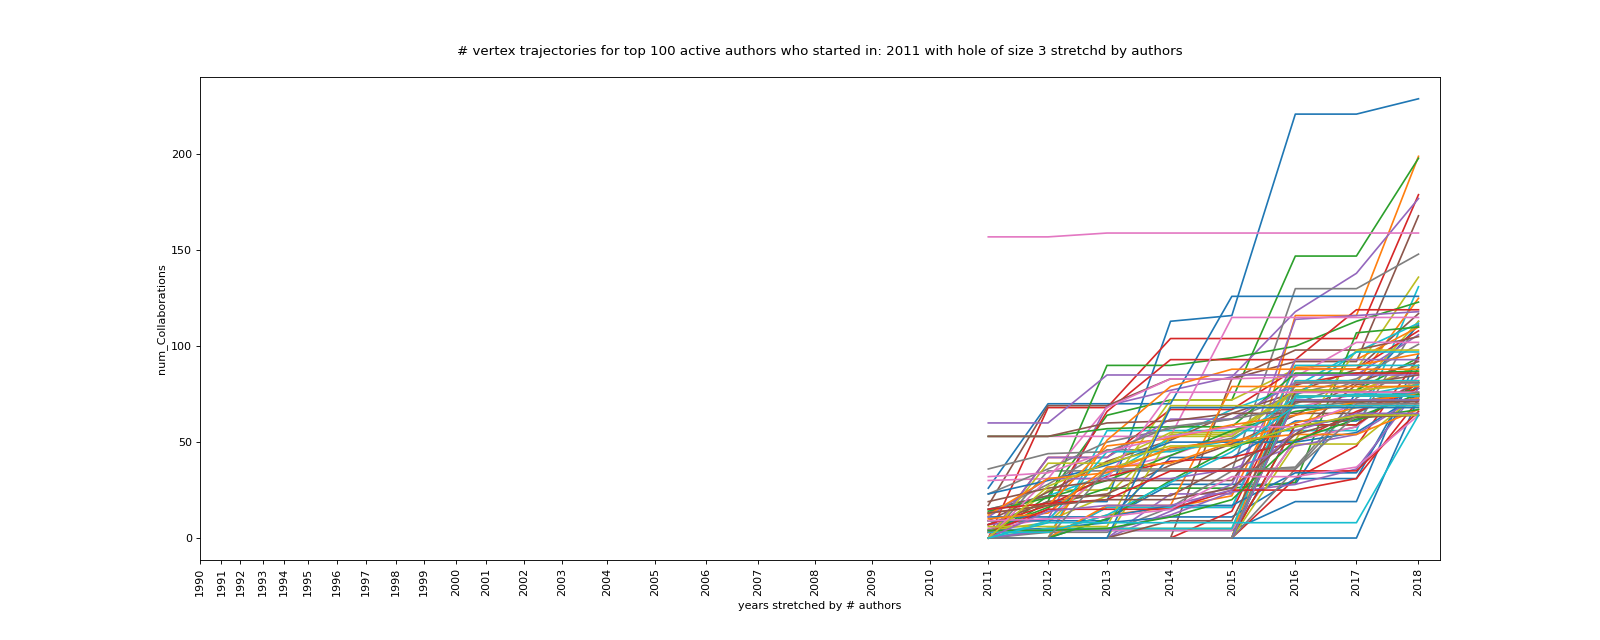 # vertex trajectories for top 100 active authors who started in: 2011 with hole of size 3 stretchd by authors
num_Collaborations
200
150
100
50
0
1990 1991 1992 1993 1994 1995 1996 1997 1998 1999 2000 2001 2002 2003 2004 2005 2006 2007 2008 2009 2010 2011 2012 2013 2014 2015 2016 2017 2018
years stretched by # authors